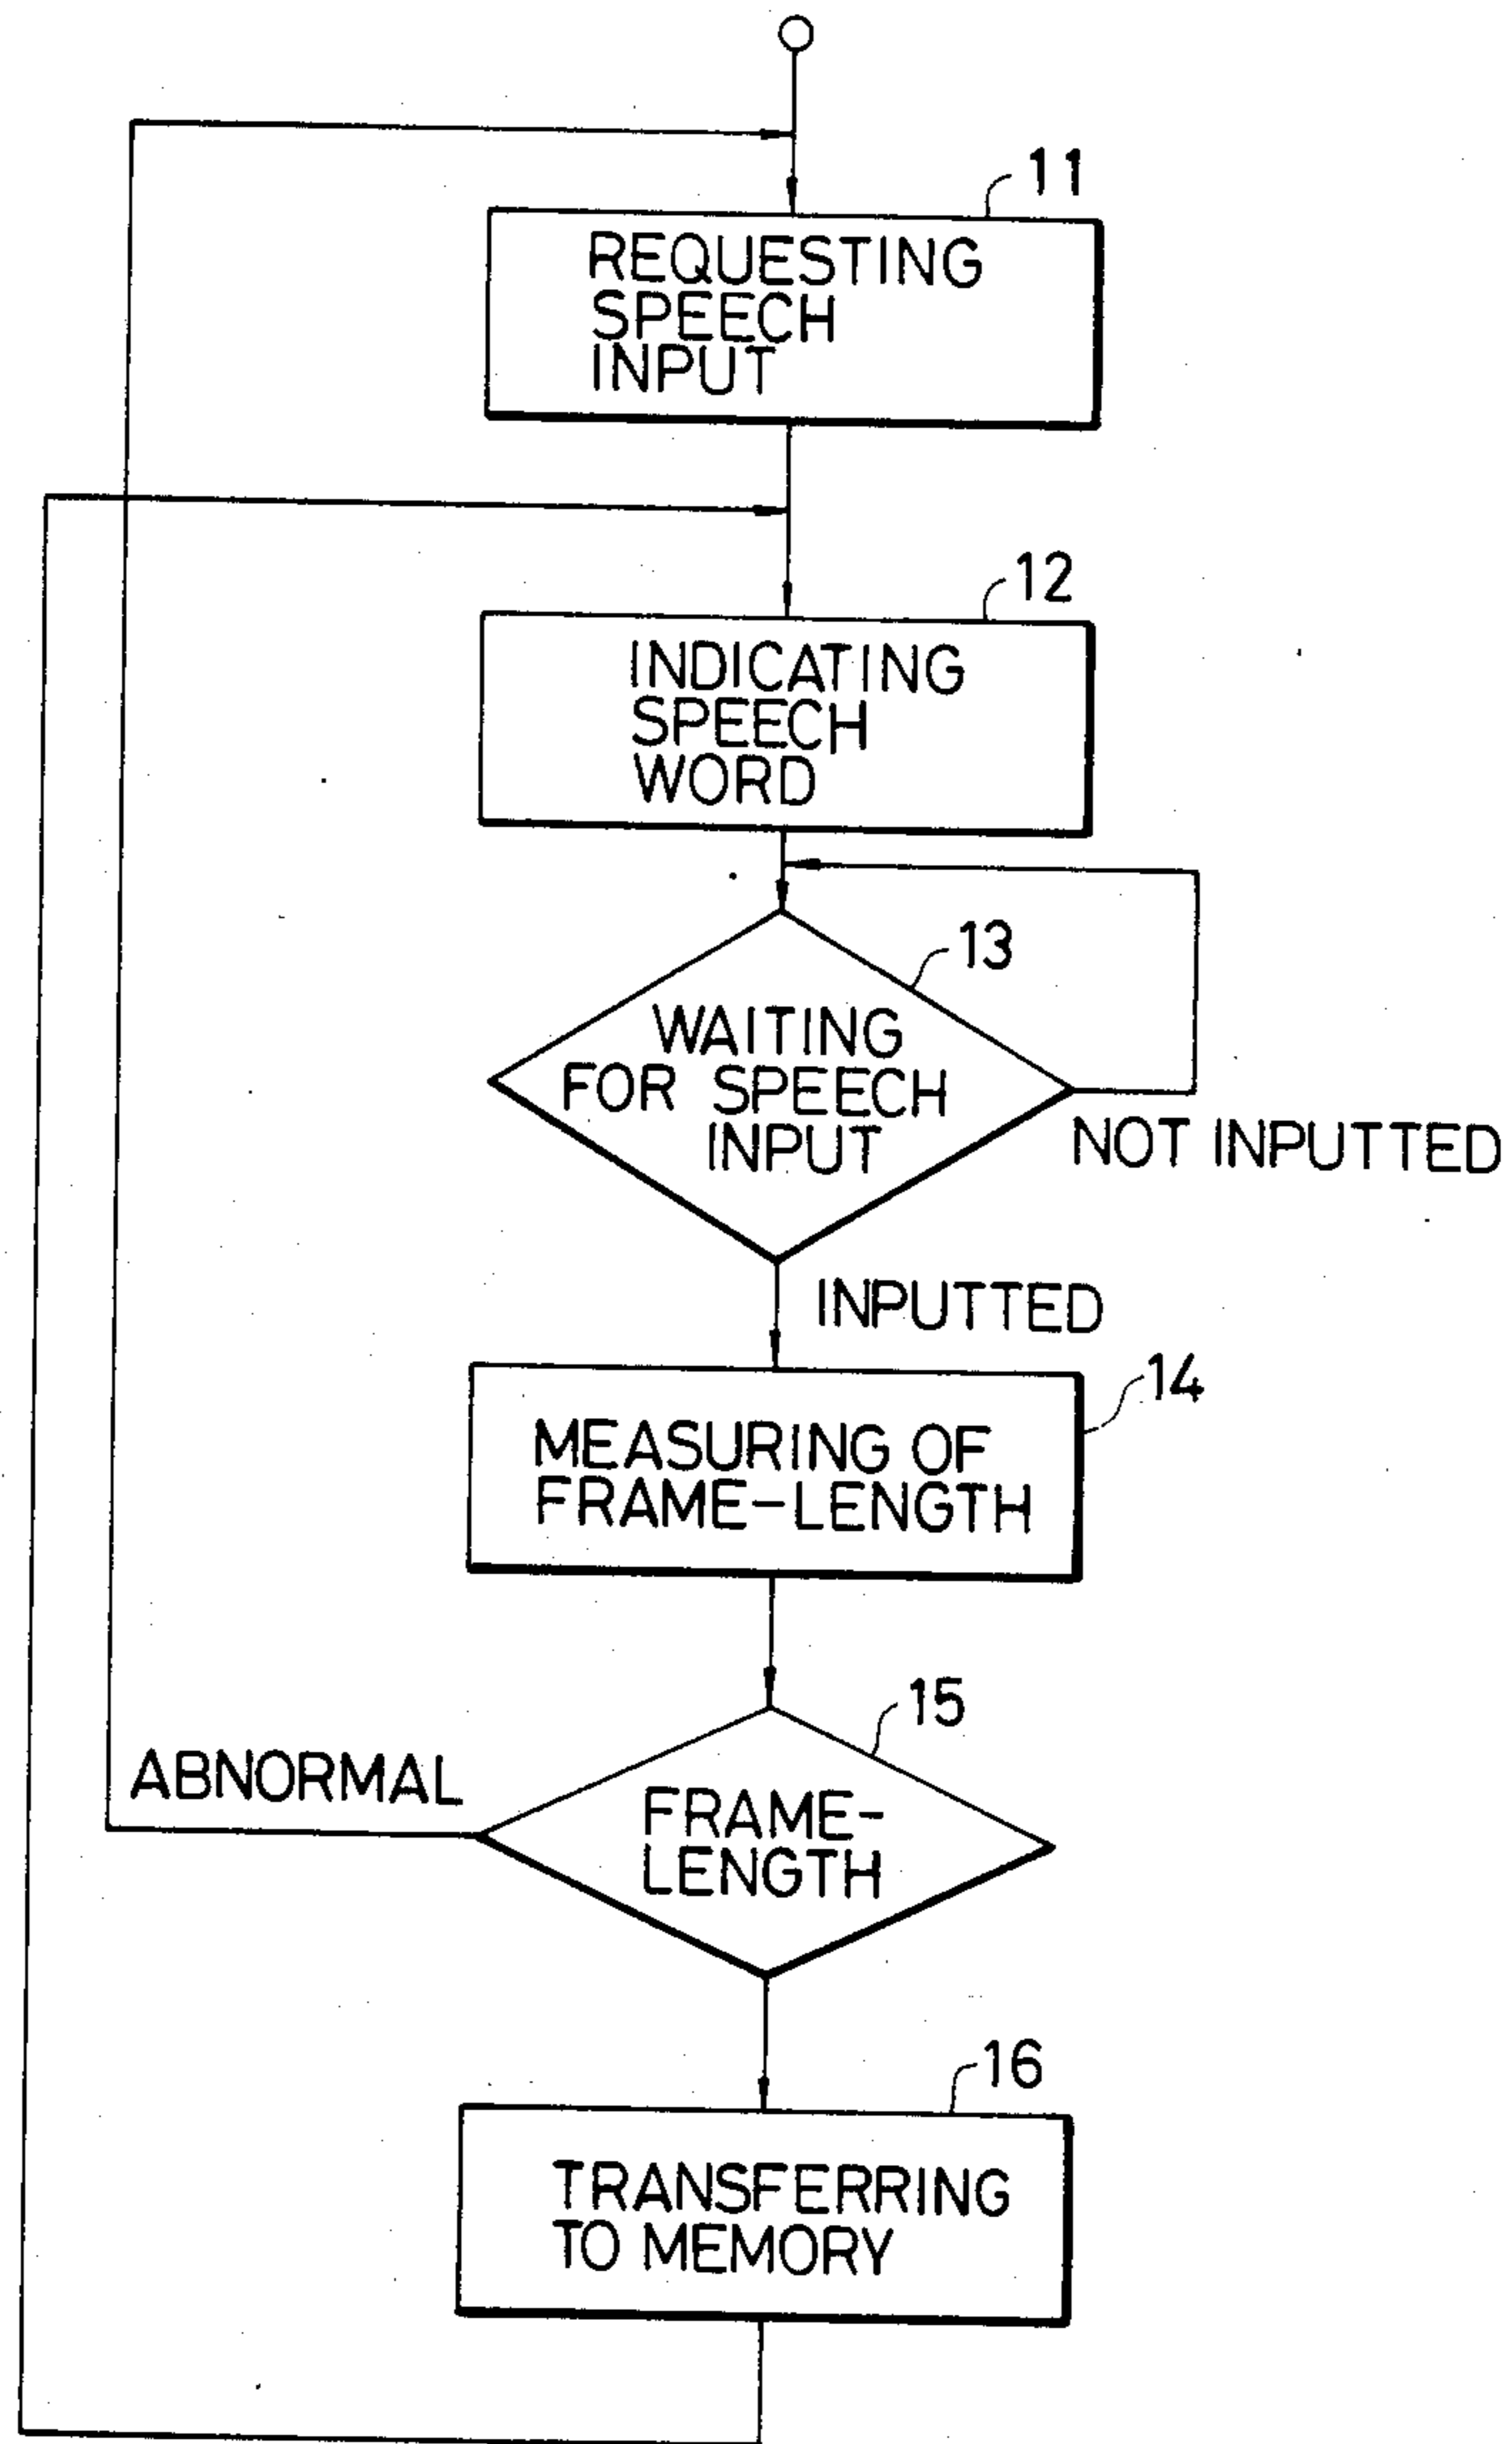 11
REQUESTING
SPEECH
INPUT
12
INDICATING
SPEECH
WORD
13
WAITING
FOR SPEECH
INPUT
NOT INPUTTED
INPUTTED
14
MEASURING OF
FRAME-LENGTH
15
ABNORMAL
FRAME-
LENGTH
16
TRANSFERRING
TO MEMORY